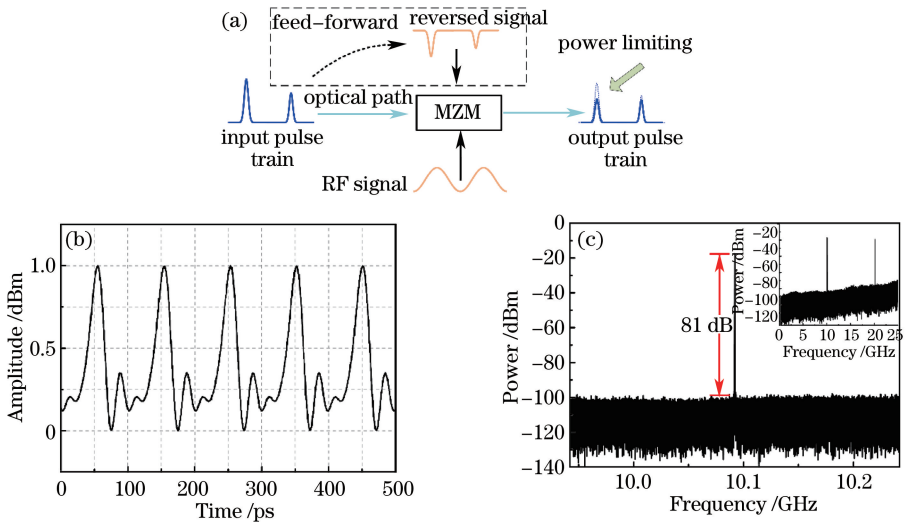 (a)
feed-forward
reversed signal
power limiting
optical path
MZM
input pulse
train
output pulse
train
RF signal
(b)
Amplitude /dBm
1.0
0.5
0
0 100 200 300 400 500
Time /ps
(c)
Power /dBm
0
-20
-40
-60
-80
-100
-120
-140
81 dB
10.0 10.1 10.2
Frequency /GHz
Power /dBm
-20
-40
-60
-80
-100
-120
0 5 10 15 20 25
Frequency /GHz